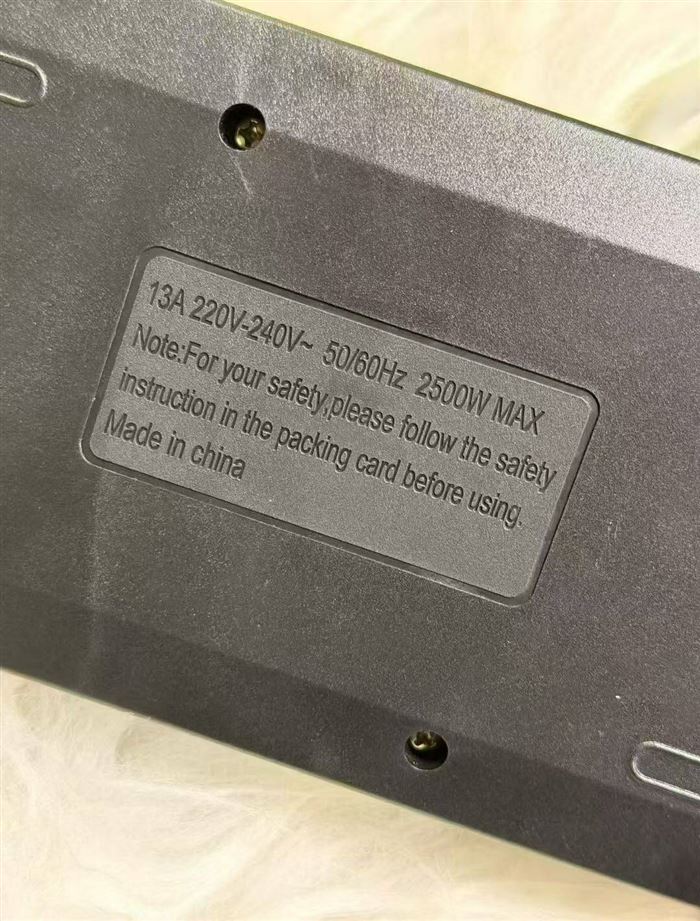 13A 220V-240V~ 50/60Hz 2500W MAX
Note:For your safety,please follow the safety
instruction in the packing card before using.
Made in china